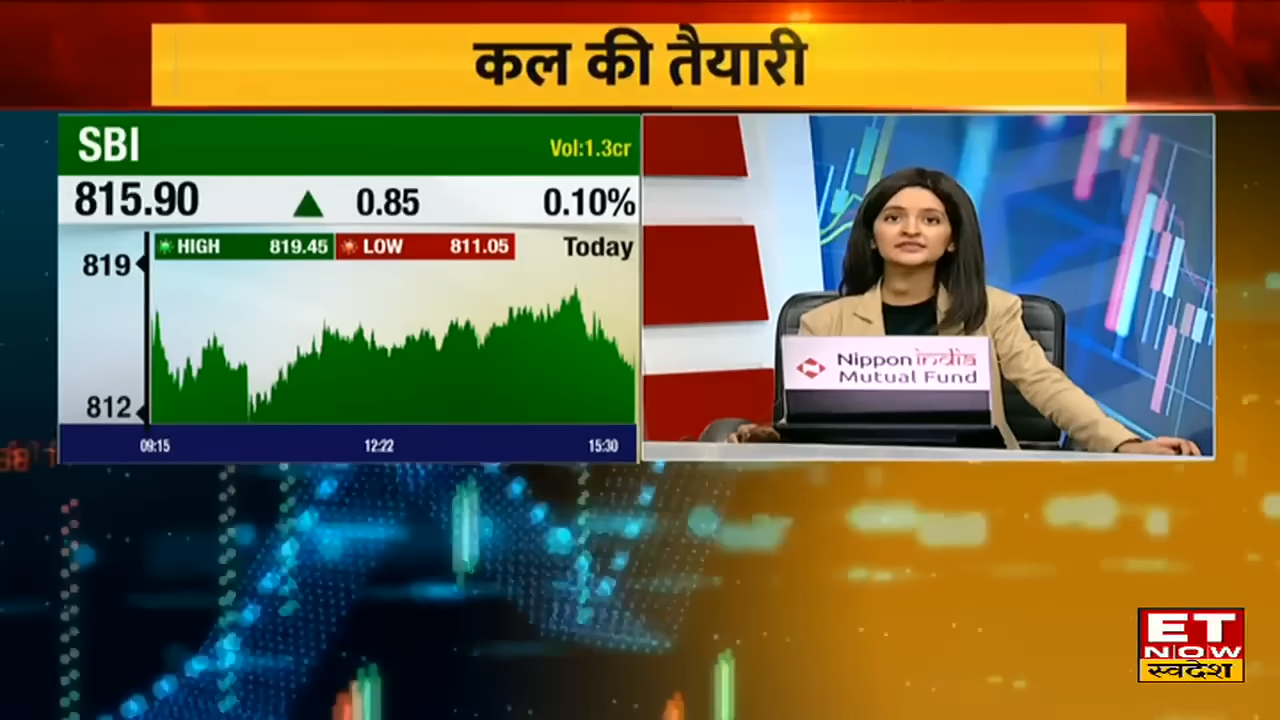 कल की तैयारी
SBI
Vol:1.3cr
815.90 ▲ 0.85 0.10%
HIGH 819.45 LOW 811.05 Today
819
812
09:15 12:22 15:30
Nippon india
Mutual Fund
ET
NOW
स्वदेश